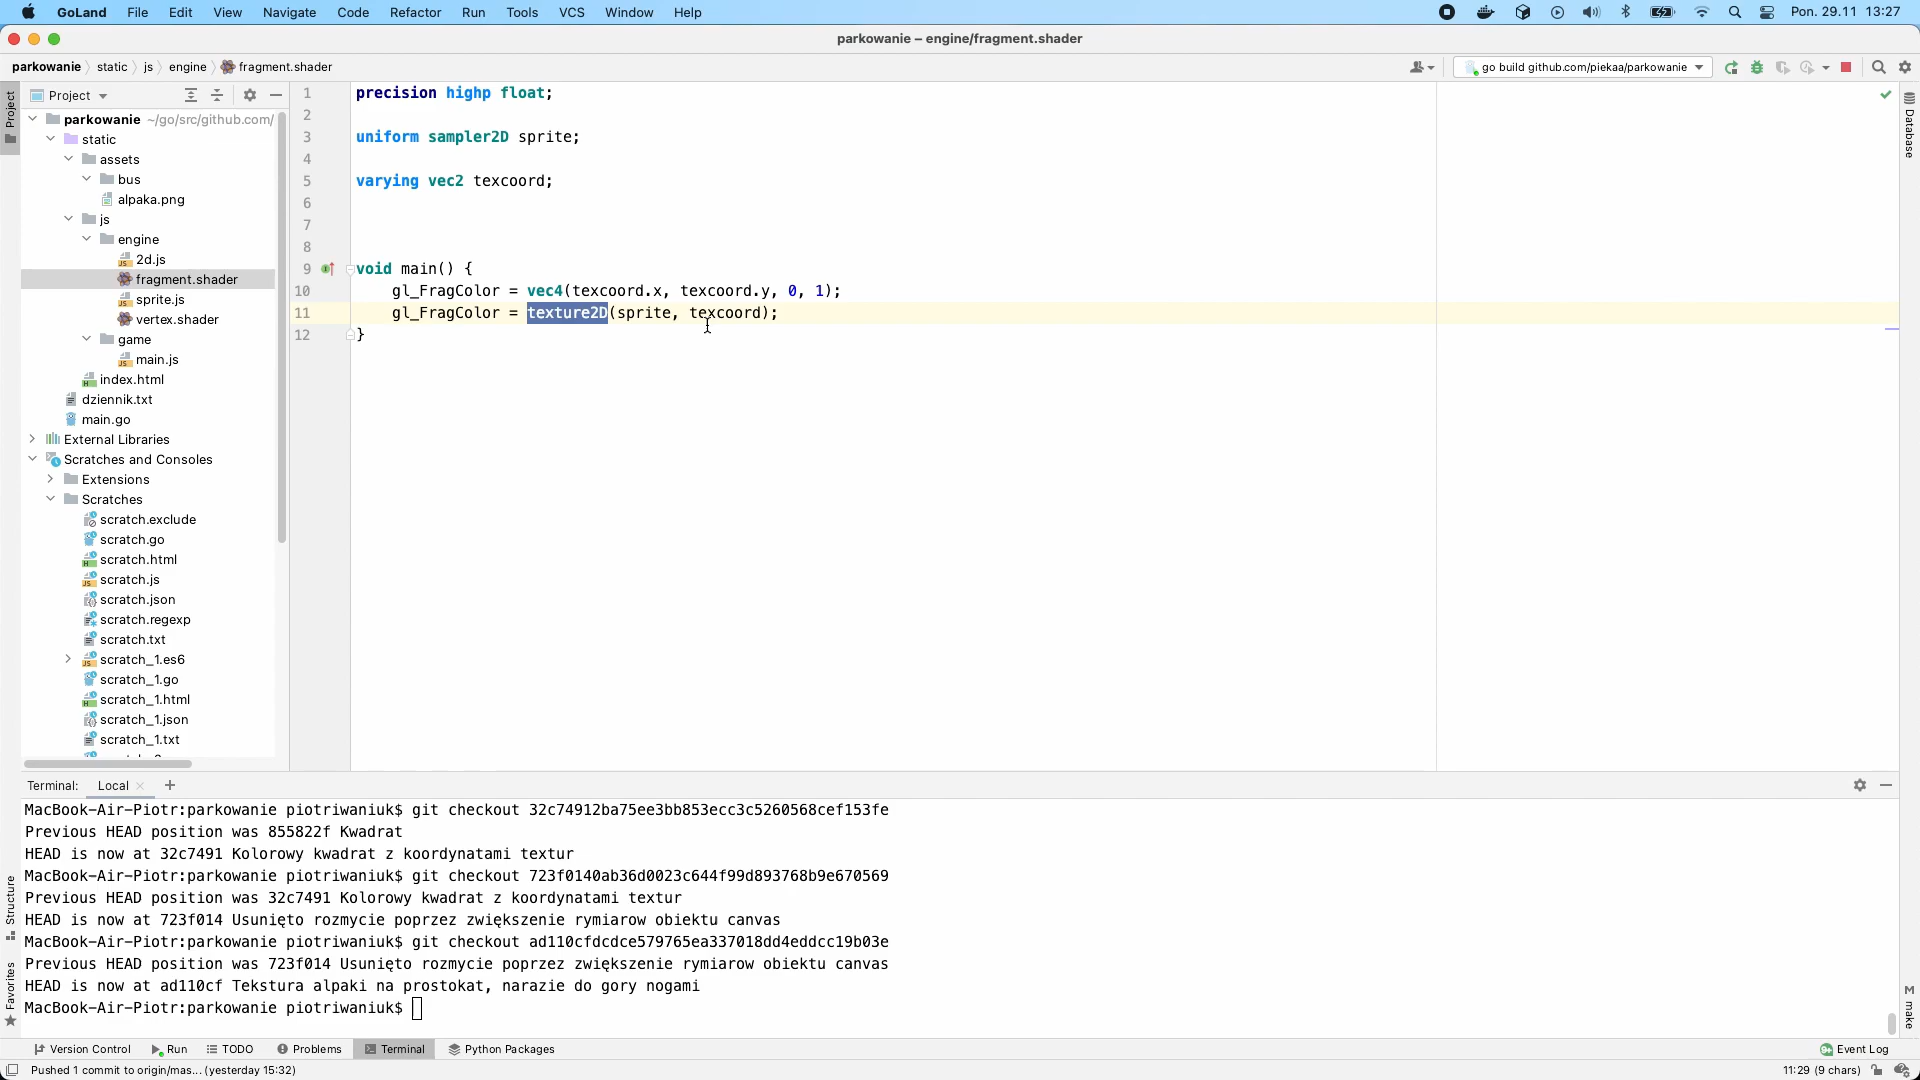 GoLand File Edit View Navigate Code Refactor Run Tools VCS Window Help Pon. 29.11 13:27
parkowanie – engine/fragment.shader
parkowanie static js engine fragment.shader go build github.com/piekaa/parkowanie
Project
Project
parkowanie ~/go/src/github.com/
static
assets
bus
alpaka.png
js
engine
2d.js
fragment.shader
sprite.js
vertex.shader
game
main.js
index.html
dziennik.txt
main.go
External Libraries
Scratches and Consoles
Extensions
Scratches
scratch.exclude
scratch.go
scratch.html
scratch.js
scratch.json
scratch.regexp
scratch.txt
scratch_1.es6
scratch_1.go
scratch_1.html
scratch_1.json
scratch_1.txt
1 precision highp float;
2
3 uniform sampler2D sprite;
4
5 varying vec2 texcoord;
6
7
8
9 void main() {
10 gl_FragColor = vec4(texcoord.x, texcoord.y, 0, 1);
11 gl_FragColor = texture2D(sprite, texcoord);
12 }
Database
Terminal: Local
MacBook-Air-Piotr:parkowanie piotriwaniuk$ git checkout 32c74912ba75ee3bb853ecc3c5260568cef153fe
Previous HEAD position was 855822f Kwadrat
HEAD is now at 32c7491 Kolorowy kwadrat z koordynatami textur
MacBook-Air-Piotr:parkowanie piotriwaniuk$ git checkout 723f0140ab36d0023c644f99d893768b9e670569
Previous HEAD position was 32c7491 Kolorowy kwadrat z koordynatami textur
HEAD is now at 723f014 Usunięto rozmycie poprzez zwiększenie rymiarow obiektu canvas
MacBook-Air-Piotr:parkowanie piotriwaniuk$ git checkout ad110cfdcdce579765ea337018dd4eddcc19b03e
Previous HEAD position was 723f014 Usunięto rozmycie poprzez zwiększenie rymiarow obiektu canvas
HEAD is now at ad110cf Tekstura alpaki na prostokat, narazie do gory nogami
MacBook-Air-Piotr:parkowanie piotriwaniuk$
Structure
Favorites
M make
Version Control Run TODO Problems Terminal Python Packages 9+ Event Log
Pushed 1 commit to origin/mas... (yesterday 15:32) 11:29 (9 chars)